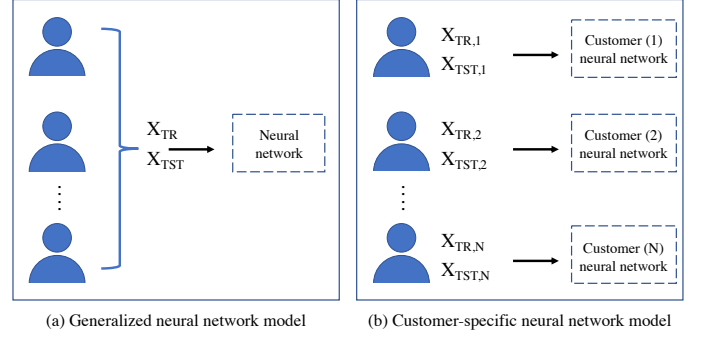 X_TR
X_TST
Neural
network
(a) Generalized neural network model
X_TR,1
X_TST,1
Customer (1)
neural network
X_TR,2
X_TST,2
Customer (2)
neural network
X_TR,N
X_TST,N
Customer (N)
neural network
(b) Customer-specific neural network model